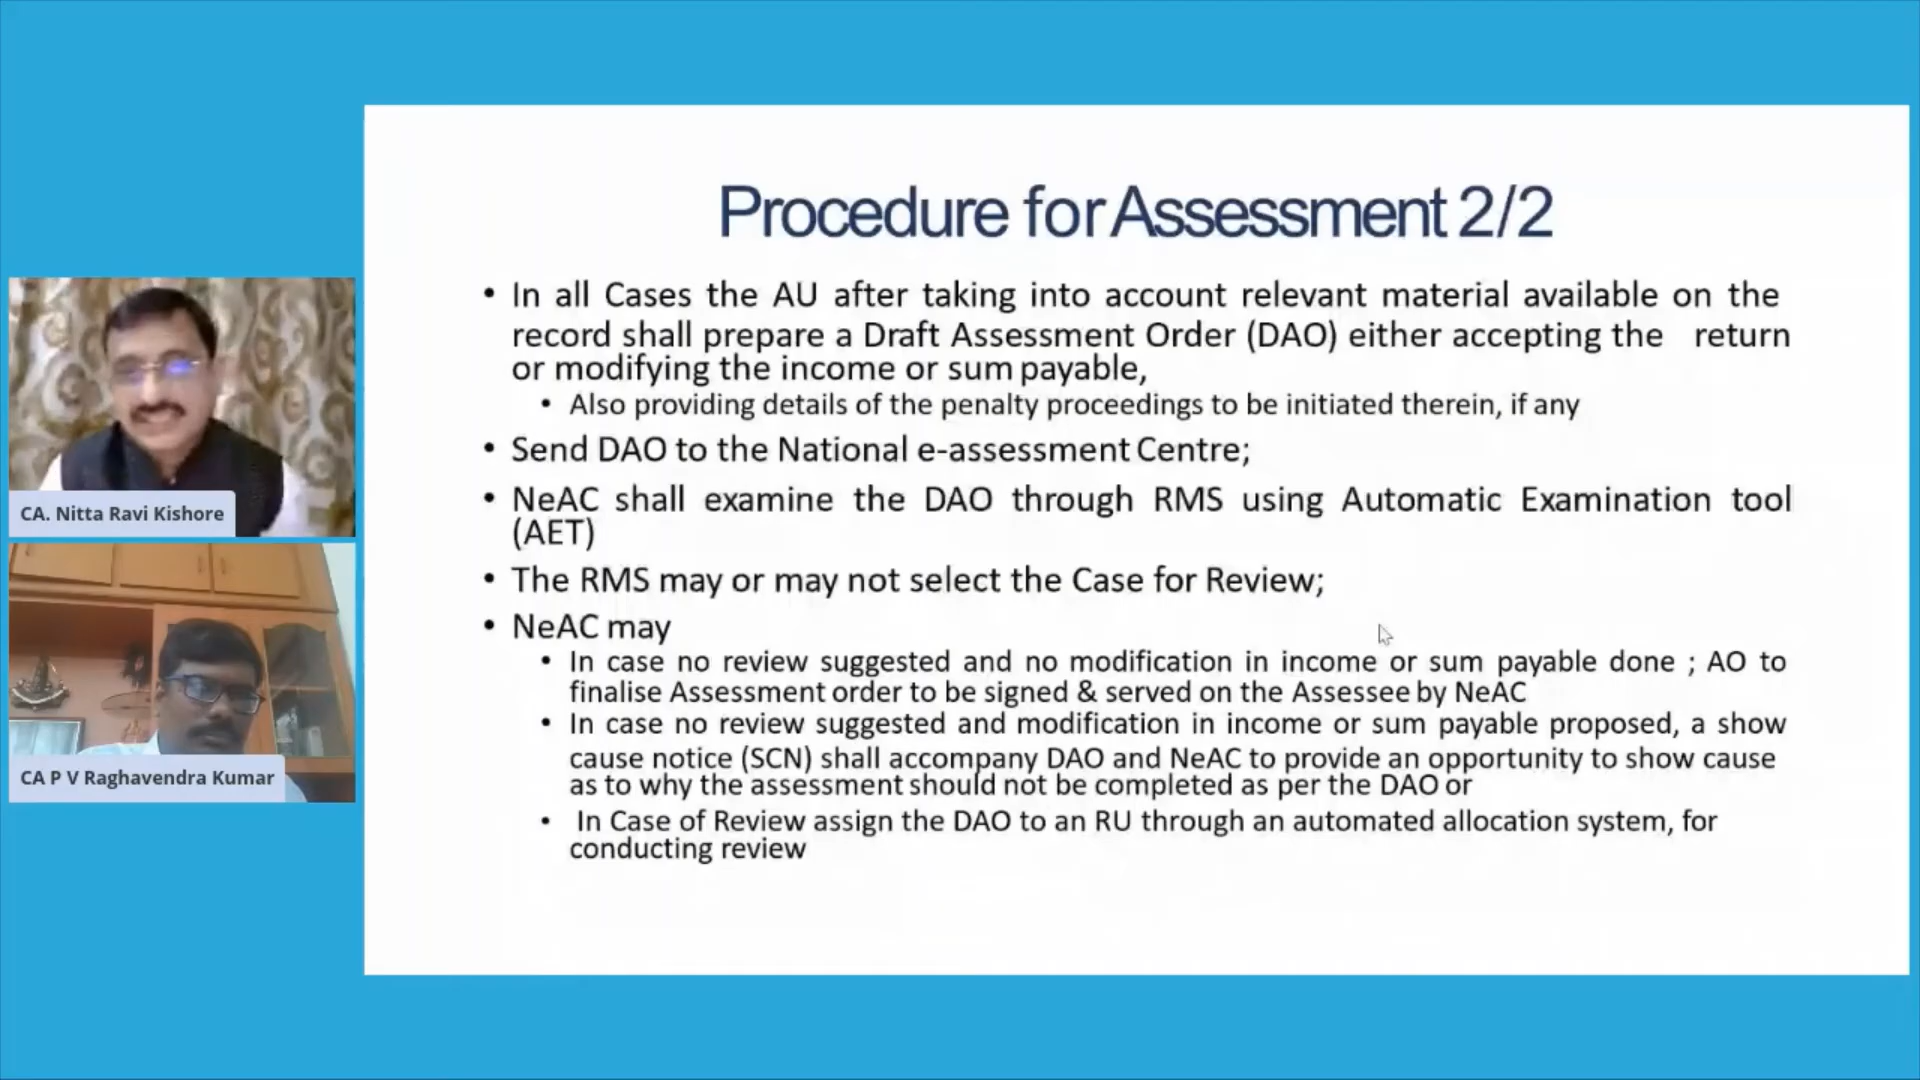 Procedure for Assessment 2/2
• In all Cases the AU after taking into account relevant material available on the
record shall prepare a Draft Assessment Order (DAO) either accepting the return
or modifying the income or sum payable,
• Also providing details of the penalty proceedings to be initiated therein, if any
• Send DAO to the National e-assessment Centre;
• NeAC shall examine the DAO through RMS using Automatic Examination tool
(AET)
• The RMS may or may not select the Case for Review;
• NeAC may
• In case no review suggested and no modification in income or sum payable done ; AO to
finalise Assessment order to be signed & served on the Assessee by NeAC
• In case no review suggested and modification in income or sum payable proposed, a show
cause notice (SCN) shall accompany DAO and NeAC to provide an opportunity to show cause
as to why the assessment should not be completed as per the DAO or
• In Case of Review assign the DAO to an RU through an automated allocation system, for
conducting review
CA. Nitta Ravi Kishore
CA P V Raghavendra Kumar